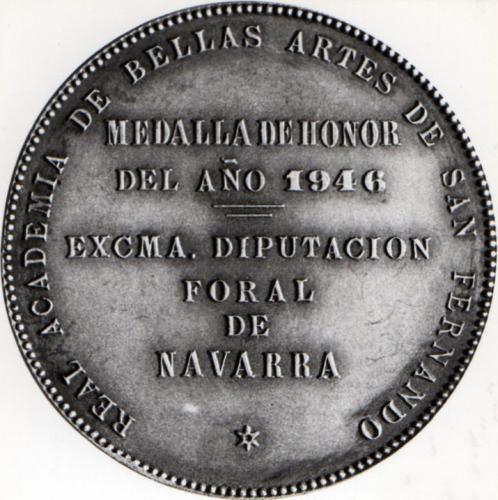 REAL ACADEMIA DE BELLAS ARTES DE SAN FERNANDO
MEDALLA DE HONOR
DEL AÑO 1946
EXCMA. DIPUTACION
FORAL
DE
NAVARRA